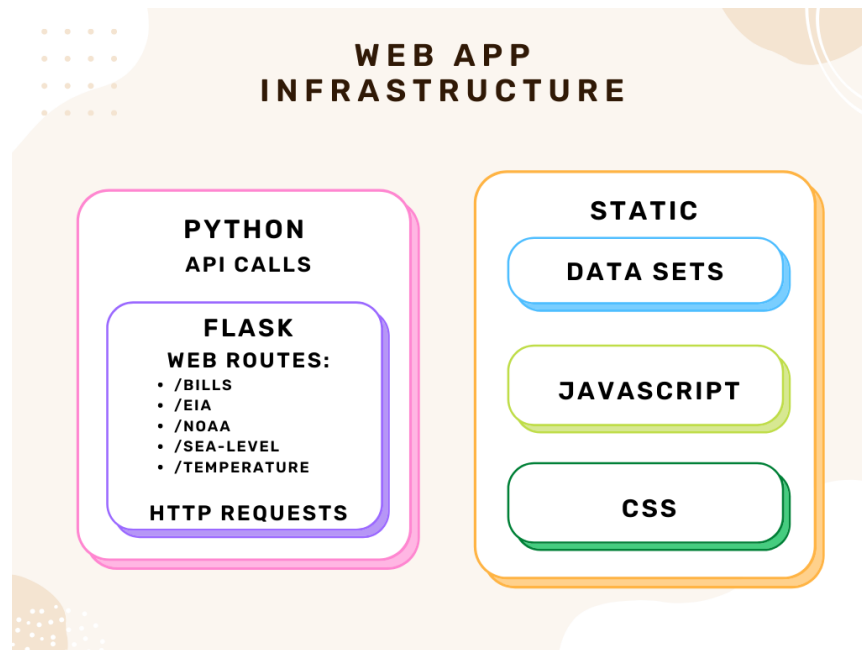 WEB APP
INFRASTRUCTURE
PYTHON
API CALLS
FLASK
WEB ROUTES:
• /BILLS
• /EIA
• /NOAA
• /SEA-LEVEL
• /TEMPERATURE
HTTP REQUESTS
STATIC
DATA SETS
JAVASCRIPT
CSS